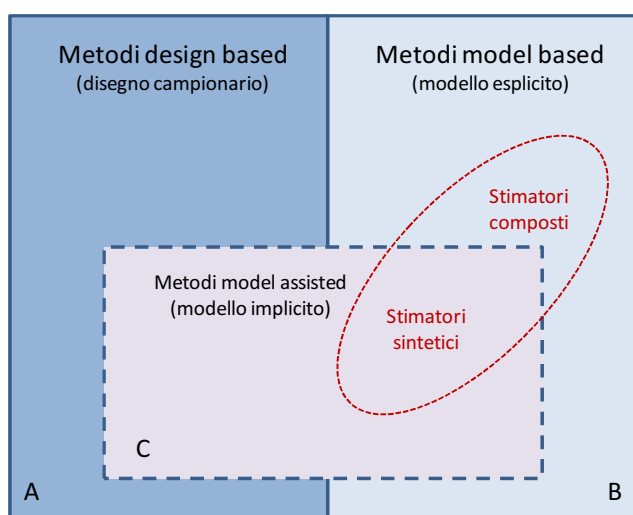 Metodi design based
(disegno campionario)
Metodi model based
(modello esplicito)
Stimatori
composti
Metodi model assisted
(modello implicito)
Stimatori
sintetici
C
A
B